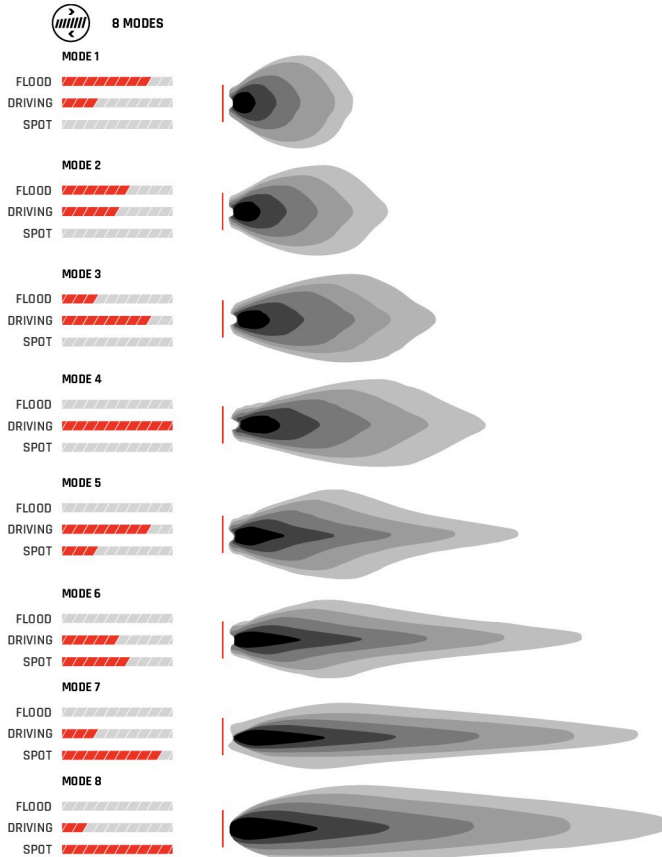 8 MODES
MODE 1
FLOOD
DRIVING
SPOT
MODE 2
FLOOD
DRIVING
SPOT
MODE 3
FLOOD
DRIVING
SPOT
MODE 4
FLOOD
DRIVING
SPOT
MODE 5
FLOOD
DRIVING
SPOT
MODE 6
FLOOD
DRIVING
SPOT
MODE 7
FLOOD
DRIVING
SPOT
MODE 8
FLOOD
DRIVING
SPOT